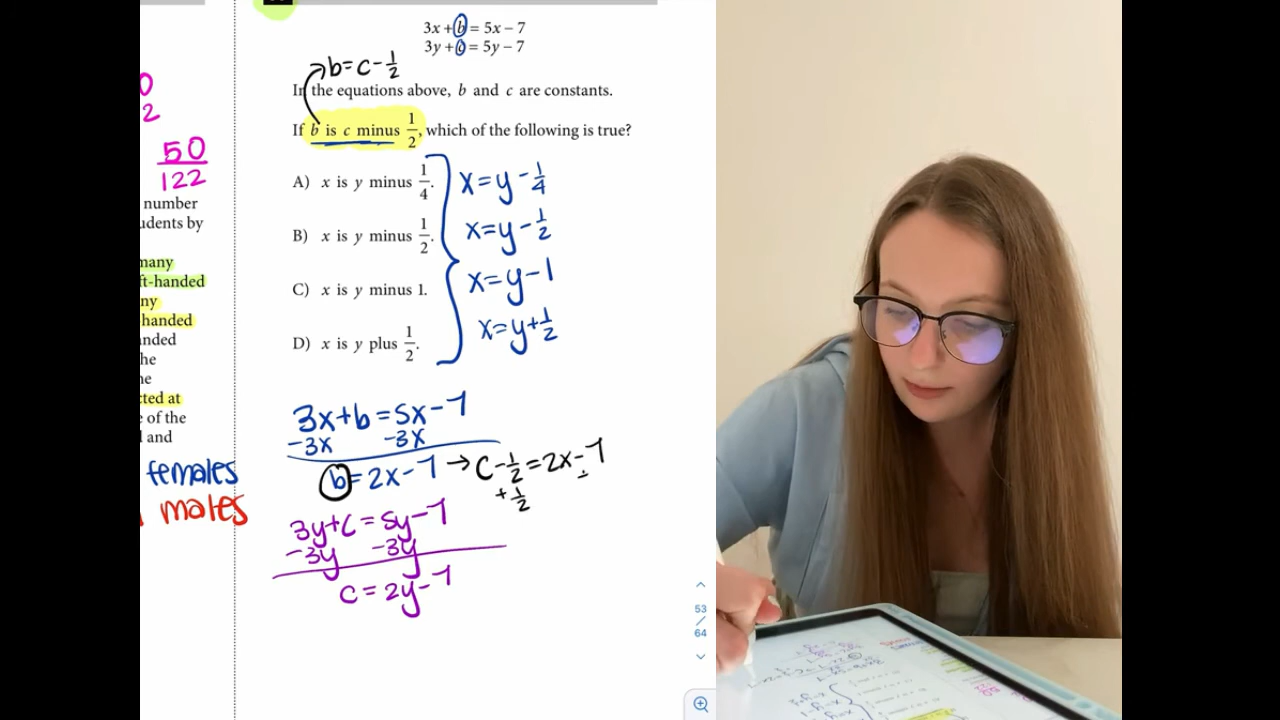 3x + b = 5x − 7
3y + c = 5y − 7
b=c-1/2
In the equations above, b and c are constants.
If b is c minus 1/2, which of the following is true?
A) x is y minus 1/4.
x=y-1/4
B) x is y minus 1/2.
x=y-1/2
C) x is y minus 1.
x=y-1
D) x is y plus 1/2.
x=y+1/2
3x+b=5x-7
-3x -3x
b=2x-7→c-1/2=2x-7
+1/2
3y+c=5y-7
-3y -3y
c=2y-7
2
50
122
number
udents by
many
ft-handed
ny
handed
anded
he
ne
cted at
e of the
l and
females
males
53
/
64